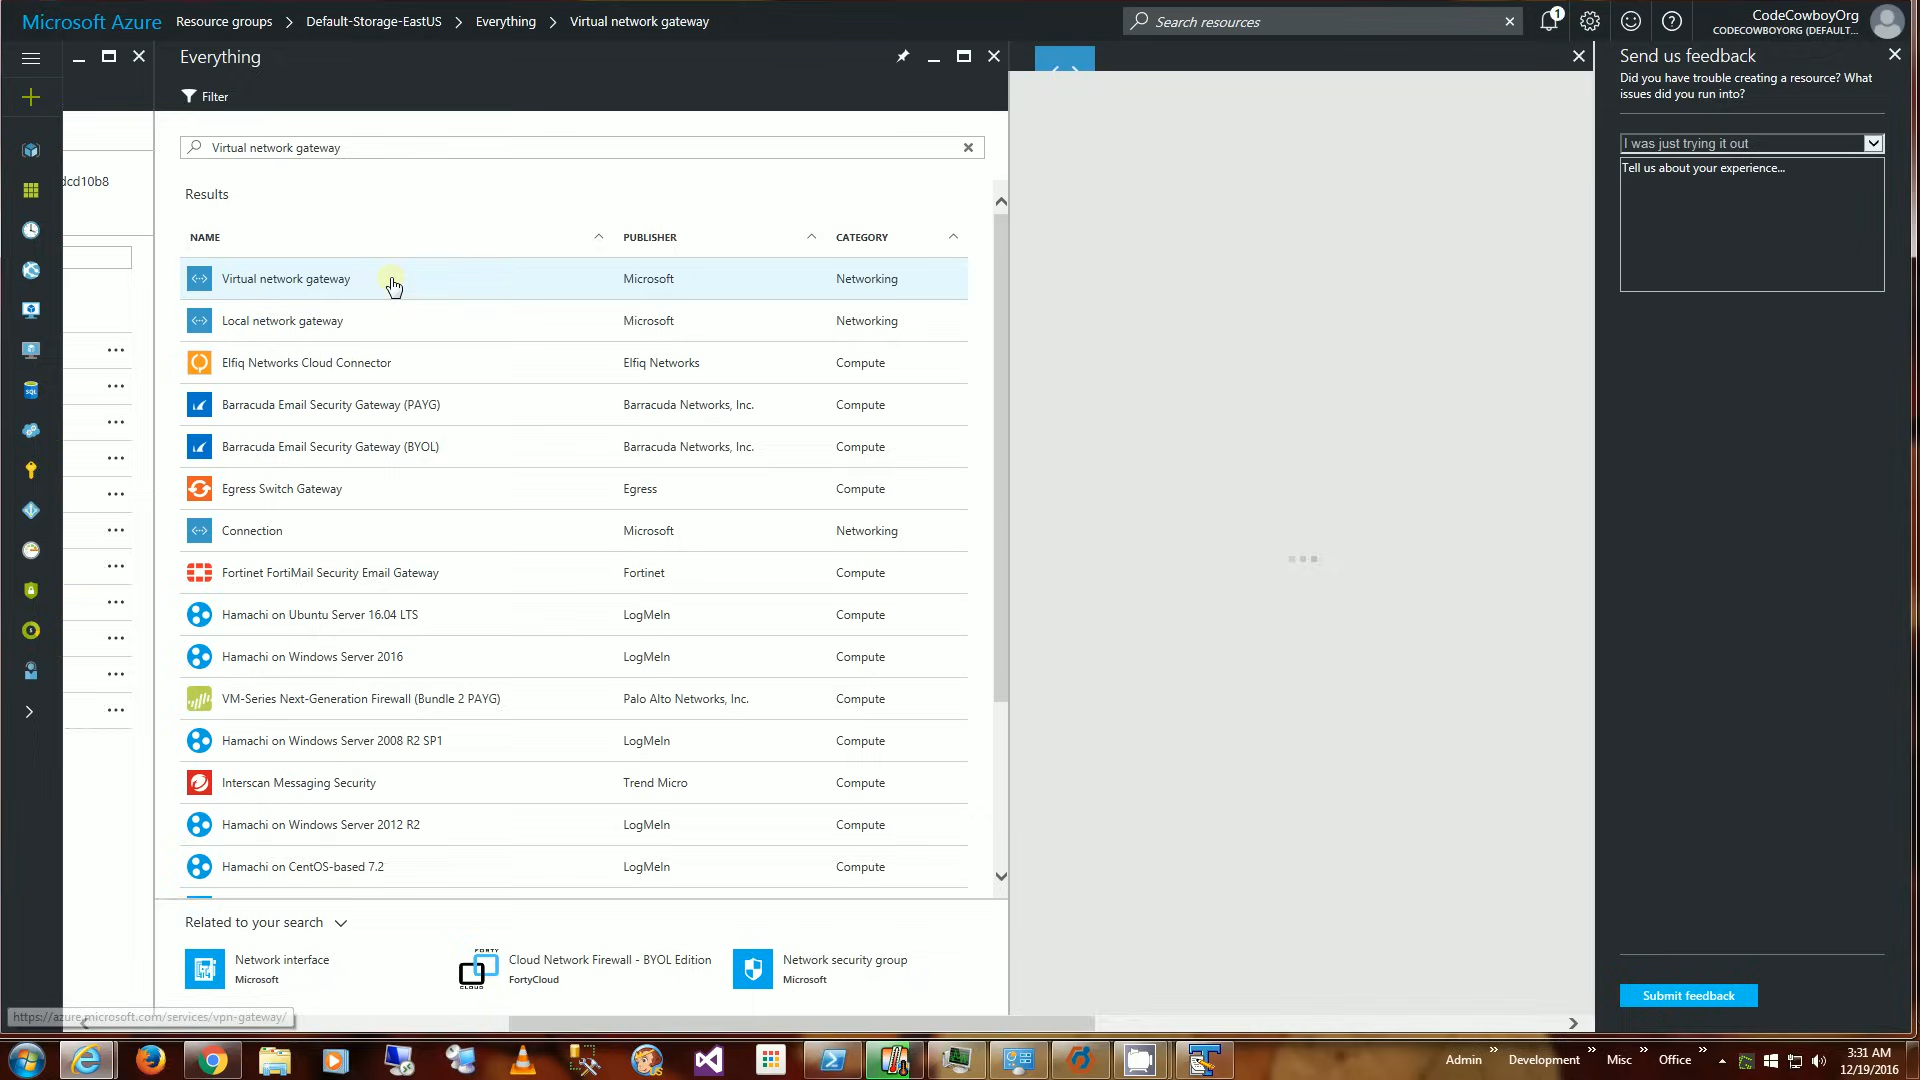 Microsoft Azure Resource groups Default-Storage-EastUS Everything Virtual network gateway
Search resources
1
CodeCowboyOrg
CODECOWBOYORG (DEFAULT...
Everything
Filter
Virtual network gateway
dcd10b8
Results
NAME PUBLISHER CATEGORY
Virtual network gateway Microsoft Networking
Local network gateway Microsoft Networking
Elfiq Networks Cloud Connector Elfiq Networks Compute
Barracuda Email Security Gateway (PAYG) Barracuda Networks, Inc. Compute
Barracuda Email Security Gateway (BYOL) Barracuda Networks, Inc. Compute
Egress Switch Gateway Egress Compute
Connection Microsoft Networking
Fortinet FortiMail Security Email Gateway Fortinet Compute
Hamachi on Ubuntu Server 16.04 LTS LogMeIn Compute
Hamachi on Windows Server 2016 LogMeIn Compute
VM-Series Next-Generation Firewall (Bundle 2 PAYG) Palo Alto Networks, Inc. Compute
Hamachi on Windows Server 2008 R2 SP1 LogMeIn Compute
Interscan Messaging Security Trend Micro Compute
Hamachi on Windows Server 2012 R2 LogMeIn Compute
Hamachi on CentOS-based 7.2 LogMeIn Compute
Related to your search
Network interface
Microsoft
FORTY
CLOUD
Cloud Network Firewall - BYOL Edition
FortyCloud
Network security group
Microsoft
https://azure.microsoft.com/services/vpn-gateway/
Send us feedback
Did you have trouble creating a resource? What
issues did you run into?
I was just trying it out
Tell us about your experience...
Submit feedback
SQL
Admin Development Misc Office
3:31 AM
12/19/2016